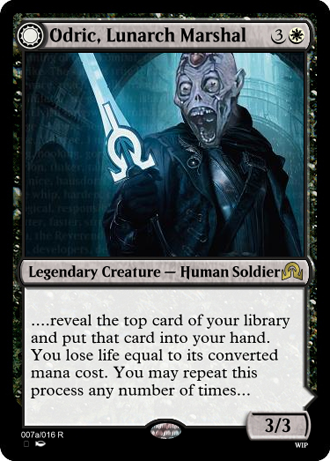 Odric, Lunarch Marshal 3
Legendary Creature — Human Soldier
....reveal the top card of your library
and put that card into your hand.
You lose life equal to its converted
mana cost. You may repeat this
process any number of times...
3/3
007a/016 R
WIP